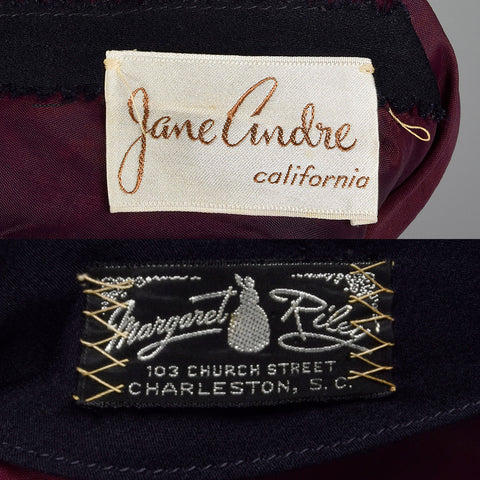 Jane Andre
california
Margaret Riley
103 CHURCH STREET
CHARLESTON, S.C.